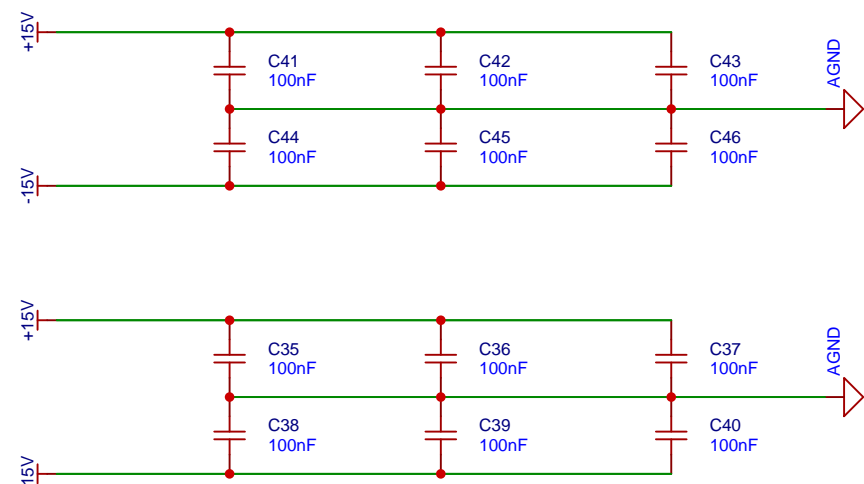 +15V
C41
100nF
C42
100nF
C43
100nF
AGND
C44
100nF
C45
100nF
C46
100nF
-15V
+15V
C35
100nF
C36
100nF
C37
100nF
AGND
C38
100nF
C39
100nF
C40
100nF
15V